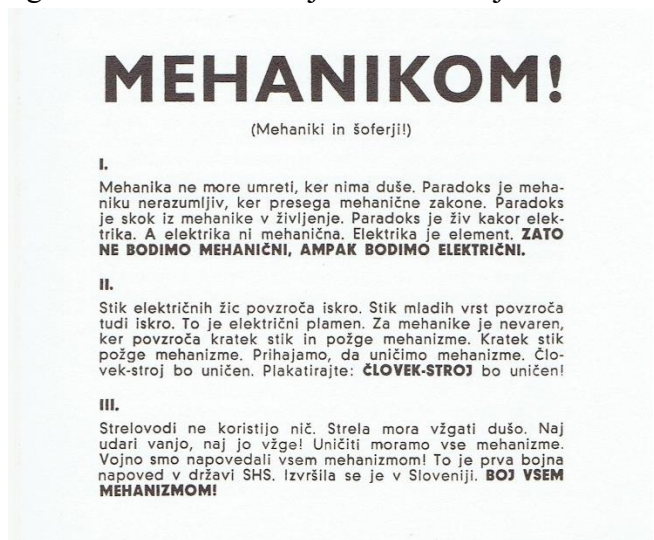 MEHANIKOM!
(Mehaniki in šoferji!)
I.
Mehanika ne more umreti, ker nima duše. Paradoks je meha-
niku nerazumljiv, ker presega mehanične zakone. Paradoks
je skok iz mehanike v življenje. Paradoks je živ kakor elek-
trika. A elektrika ni mehanična. Elektrika je element. ZATO
NE BODIMO MEHANIČNI, AMPAK BODIMO ELEKTRIČNI.
II.
Stik električnih žic povzroča iskro. Stik mladih vrst povzroča
tudi iskro. To je električni plamen. Za mehanike je nevaren,
ker povzroča kratek stik in požge mehanizme. Kratek stik
požge mehanizme. Prihajamo, da uničimo mehanizme. Člo-
vek-stroj bo uničen. Plakatirajte: ČLOVEK-STROJ bo uničen!
III.
Strelovodi ne koristijo nič. Strela mora vžgati dušo. Naj
udari vanjo, naj jo vžge! Uničiti moramo vse mehanizme.
Vojno smo napovedali vsem mehanizmom! To je prva bojna
napoved v državi SHS. Izvršila se je v Sloveniji. BOJ VSEM
MEHANIZMOM!